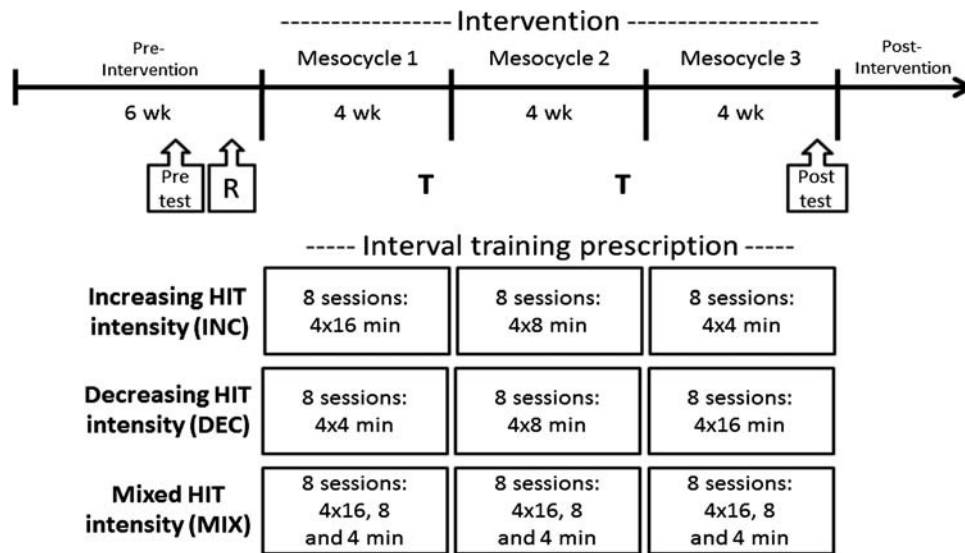 ------- Intervention -------
Pre-
Intervention
Mesocycle 1
Mesocycle 2
Mesocycle 3
Post-
Intervention
6 wk
4 wk
4 wk
4 wk
Pre
test
R
T
T
Post
test
----- Interval training prescription -----
Increasing HIT
intensity (INC)
8 sessions:
4x16 min
8 sessions:
4x8 min
8 sessions:
4x4 min
Decreasing HIT
intensity (DEC)
8 sessions:
4x4 min
8 sessions:
4x8 min
8 sessions:
4x16 min
Mixed HIT
intensity (MIX)
8 sessions:
4x16, 8
and 4 min
8 sessions:
4x16, 8
and 4 min
8 sessions:
4x16, 8
and 4 min